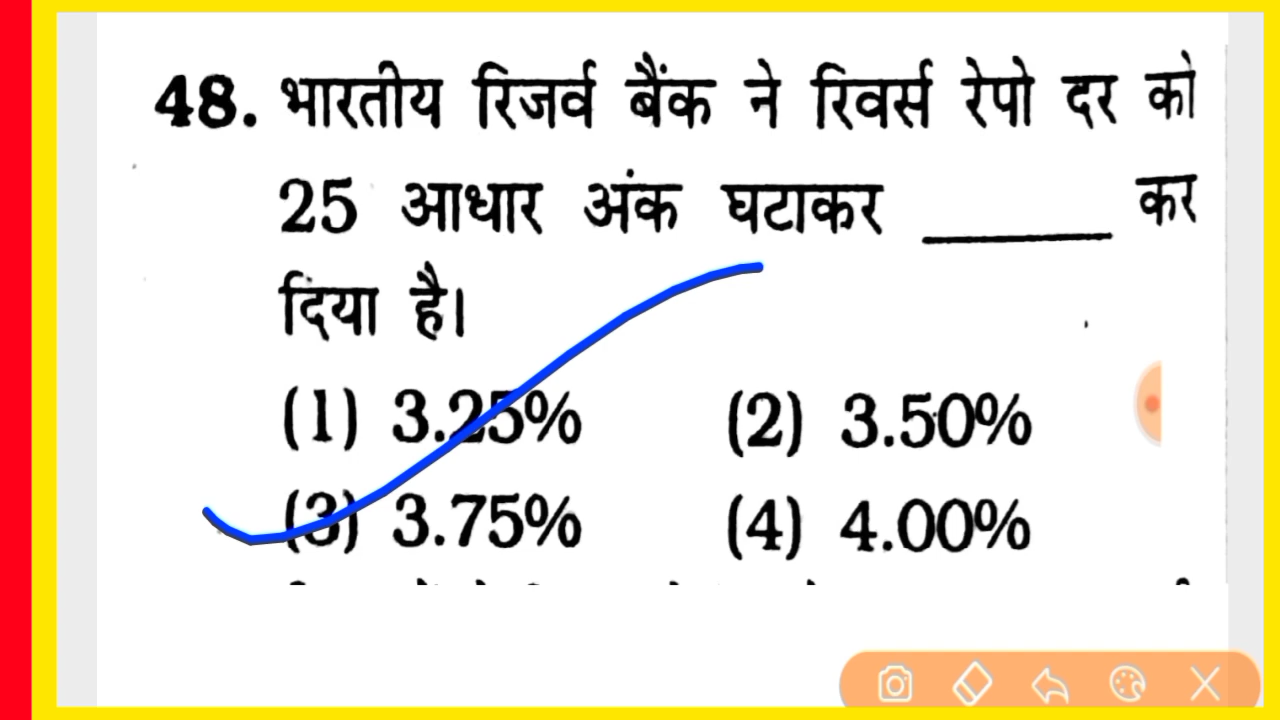 48. भारतीय रिजर्व बैंक ने रिवर्स रेपो दर को
25 आधार अंक घटाकर ______ कर
दिया है।
(1) 3.25% (2) 3.50%
(3) 3.75% (4) 4.00%